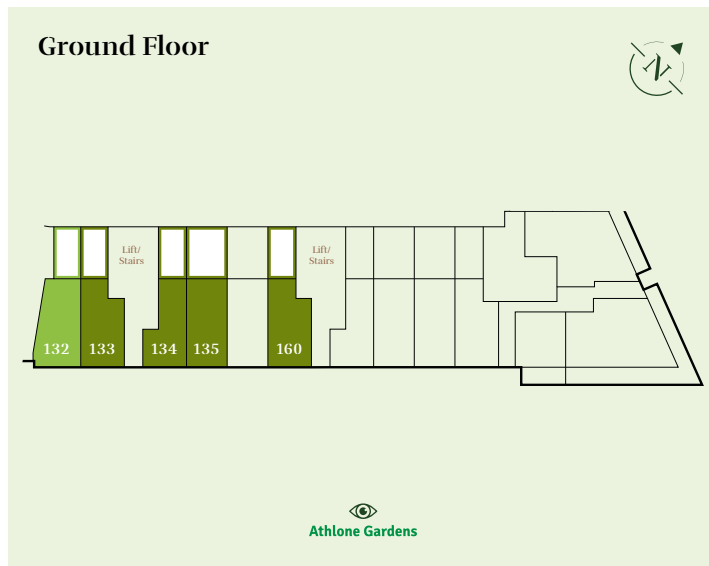 Ground Floor
N
Lift/
Stairs
Lift/
Stairs
132
133
134
135
160
Athlone Gardens